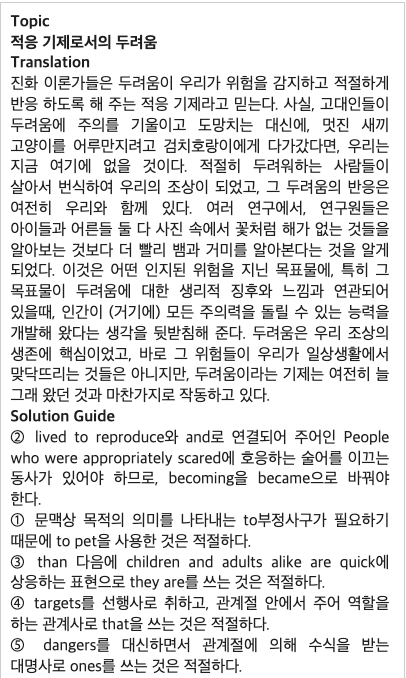 Topic
적응 기제로서의 두려움
Translation
진화 이론가들은 두려움이 우리가 위험을 감지하고 적절하게
반응 하도록 해 주는 적응 기제라고 믿는다. 사실, 고대인들이
두려움에 주의를 기울이고 도망치는 대신에, 멋진 새끼
고양이를 어루만지려고 검치호랑이에게 다가갔다면, 우리는
지금 여기에 없을 것이다. 적절히 두려워하는 사람들이
살아서 번식하여 우리의 조상이 되었고, 그 두려움의 반응은
여전히 우리와 함께 있다. 여러 연구에서, 연구원들은
아이들과 어른들 둘 다 사진 속에서 꽃처럼 해가 없는 것들을
알아보는 것보다 더 빨리 뱀과 거미를 알아본다는 것을 알게
되었다. 이것은 어떤 인지된 위험을 지닌 목표물에, 특히 그
목표물이 두려움에 대한 생리적 징후와 느낌과 연관되어
있을때, 인간이 (거기에) 모든 주의력을 돌릴 수 있는 능력을
개발해 왔다는 생각을 뒷받침해 준다. 두려움은 우리 조상의
생존에 핵심이었고, 바로 그 위험들이 우리가 일상생활에서
맞닥뜨리는 것들은 아니지만, 두려움이라는 기제는 여전히 늘
그래 왔던 것과 마찬가지로 작동하고 있다.
Solution Guide
② lived to reproduce와 and로 연결되어 주어인 People
who were appropriately scared에 호응하는 술어를 이끄는
동사가 있어야 하므로, becoming을 became으로 바꿔야
한다.
① 문맥상 목적의 의미를 나타내는 to부정사구가 필요하기
때문에 to pet을 사용한 것은 적절하다.
③ than 다음에 children and adults alike are quick에
상응하는 표현으로 they are를 쓰는 것은 적절하다.
④ targets를 선행사로 취하고, 관계절 안에서 주어 역할을
하는 관계사로 that을 쓰는 것은 적절하다.
⑤ dangers를 대신하면서 관계절에 의해 수식을 받는
대명사로 ones를 쓰는 것은 적절하다.